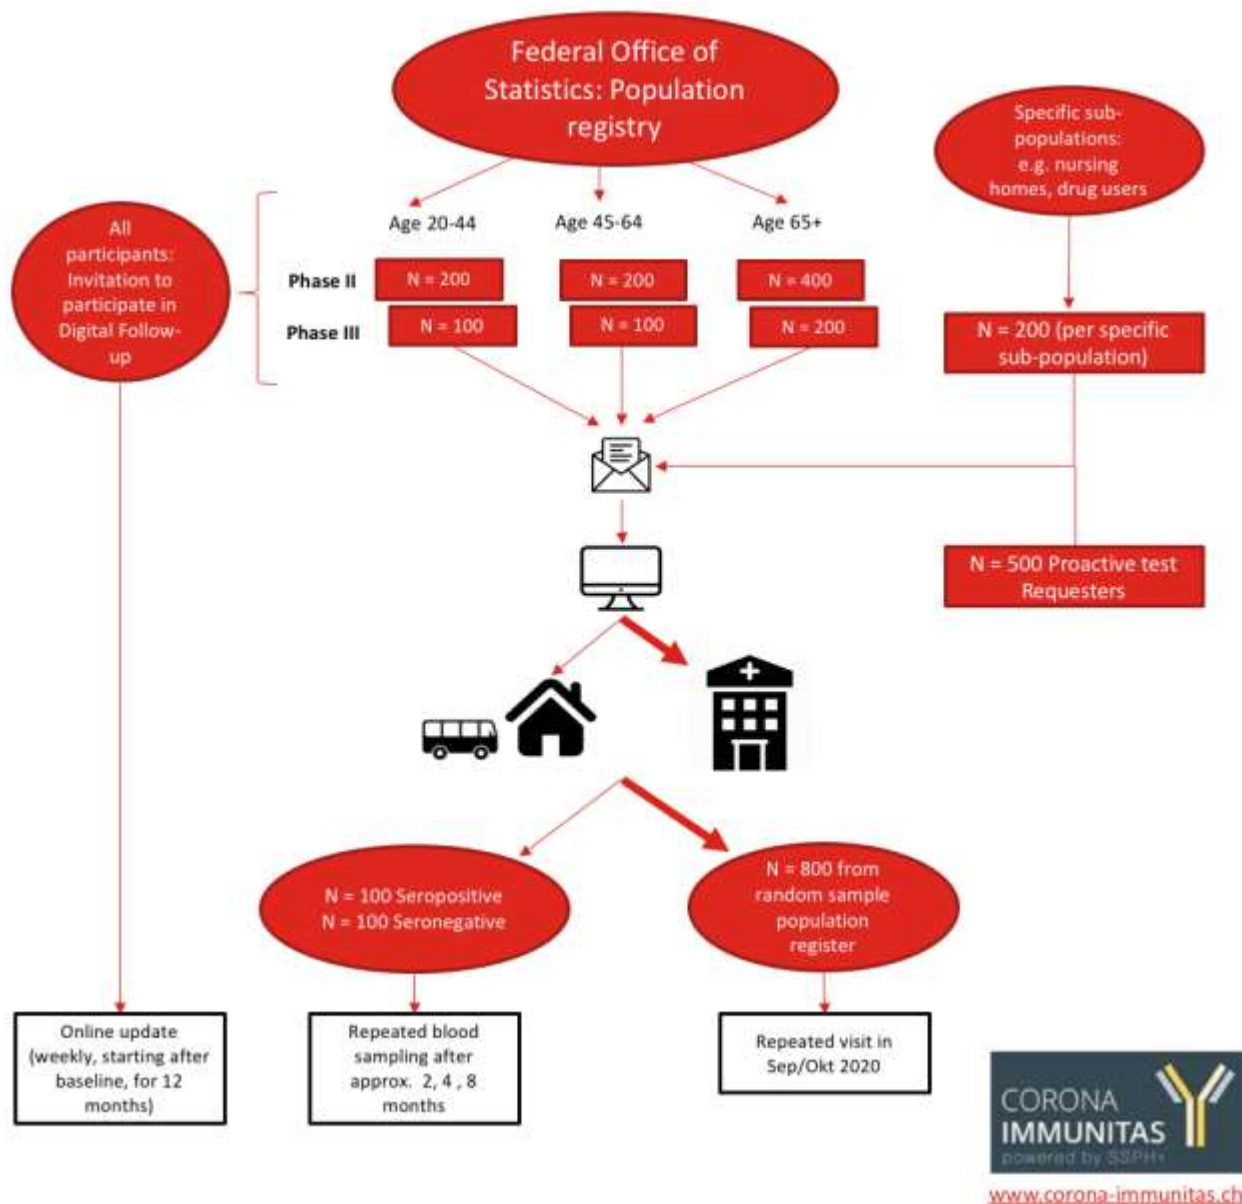 Federal Office of
Statistics: Population
registry
Specific sub-
populations:
e.g. nursing
homes, drug users
All
participants:
Invitation to
participate in
Digital Follow-
up
Age 20-44
Age 45-64
Age 65+
Phase II
N = 200
N = 200
N = 400
Phase III
N = 100
N = 100
N = 200
N = 200 (per specific
sub-population)
N = 500 Proactive test
Requesters
N = 100 Seropositive
N = 100 Seronegative
N = 800 from
random sample
population
register
Online update
(weekly, starting after
baseline, for 12
months)
Repeated blood
sampling after
approx. 2, 4 , 8
months
Repeated visit in
Sep/Okt 2020
CORONA
IMMUNITAS
powered by SSPH+
www.corona-immunitas.ch